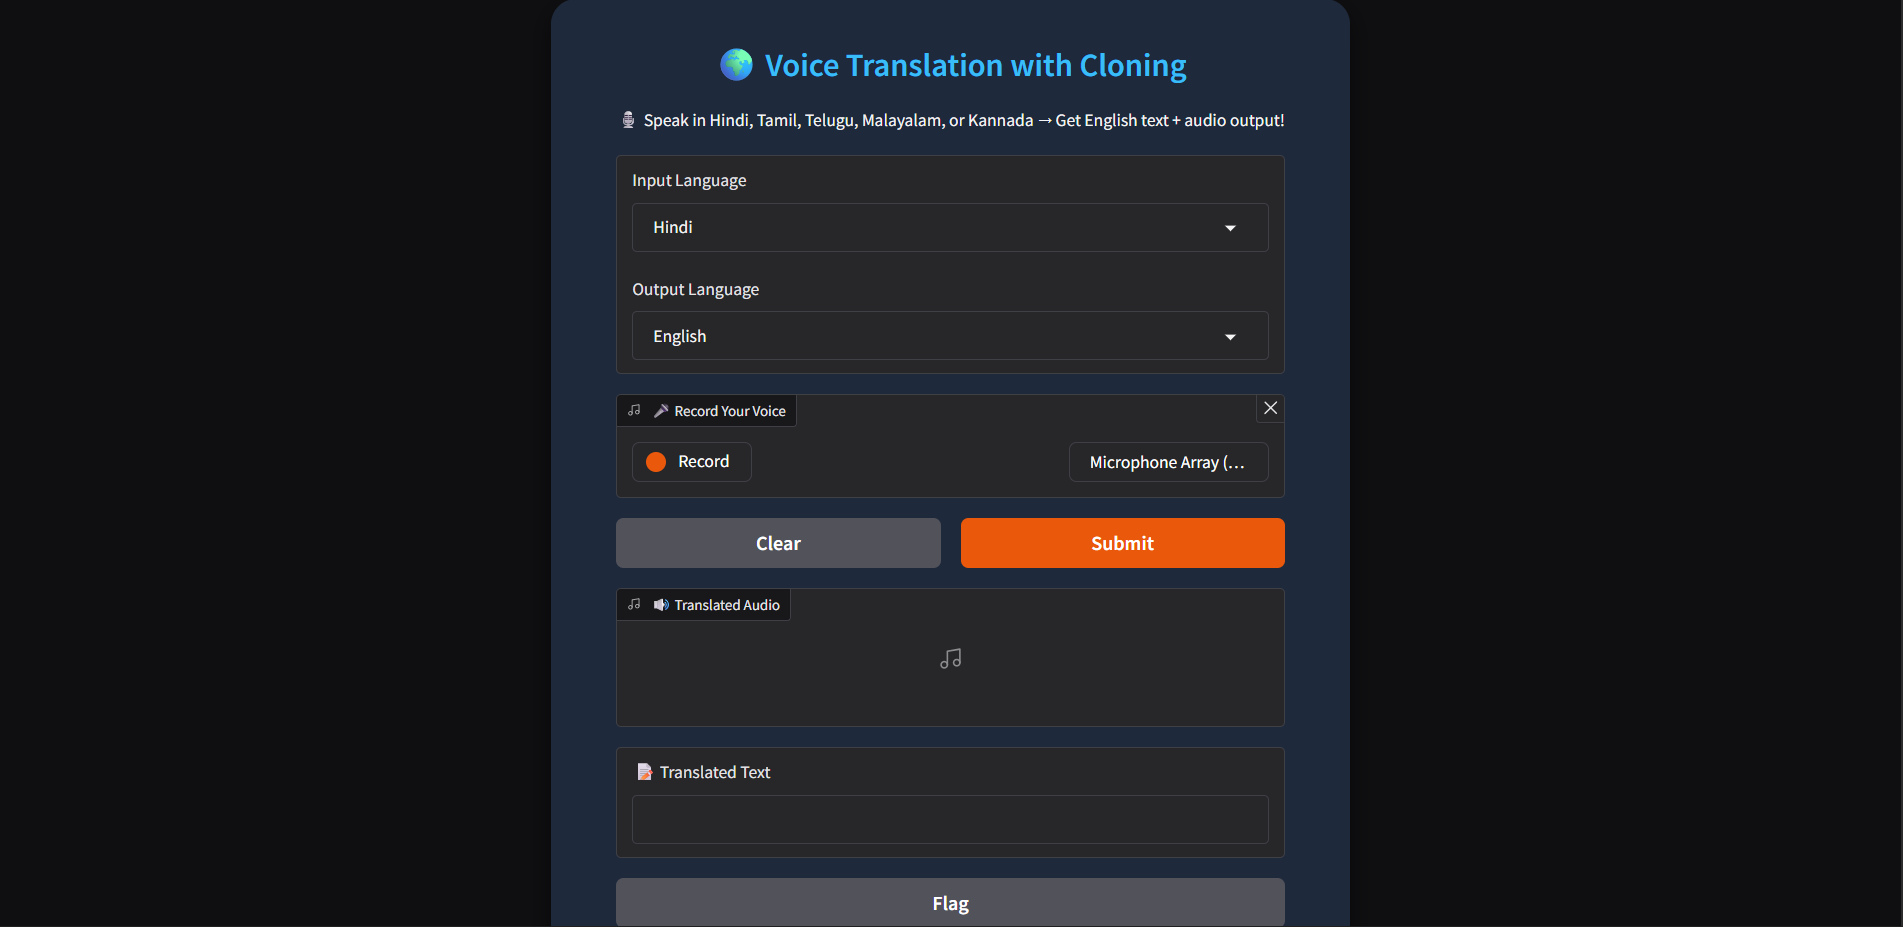 🌍 Voice Translation with Cloning
🎙️ Speak in Hindi, Tamil, Telugu, Malayalam, or Kannada → Get English text + audio output!
Input Language
Hindi
Output Language
English
🎤 Record Your Voice
Record
Microphone Array (...
Clear
Submit
🔊 Translated Audio
📝 Translated Text
Flag